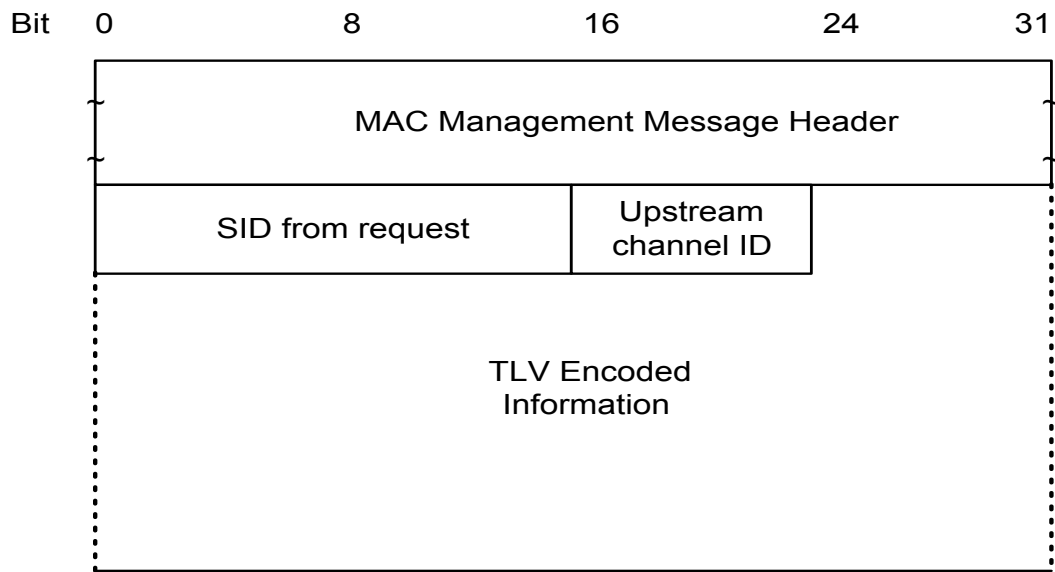 Bit 0 8 16 24 31
MAC Management Message Header
SID from request
Upstream
channel ID
TLV Encoded
Information